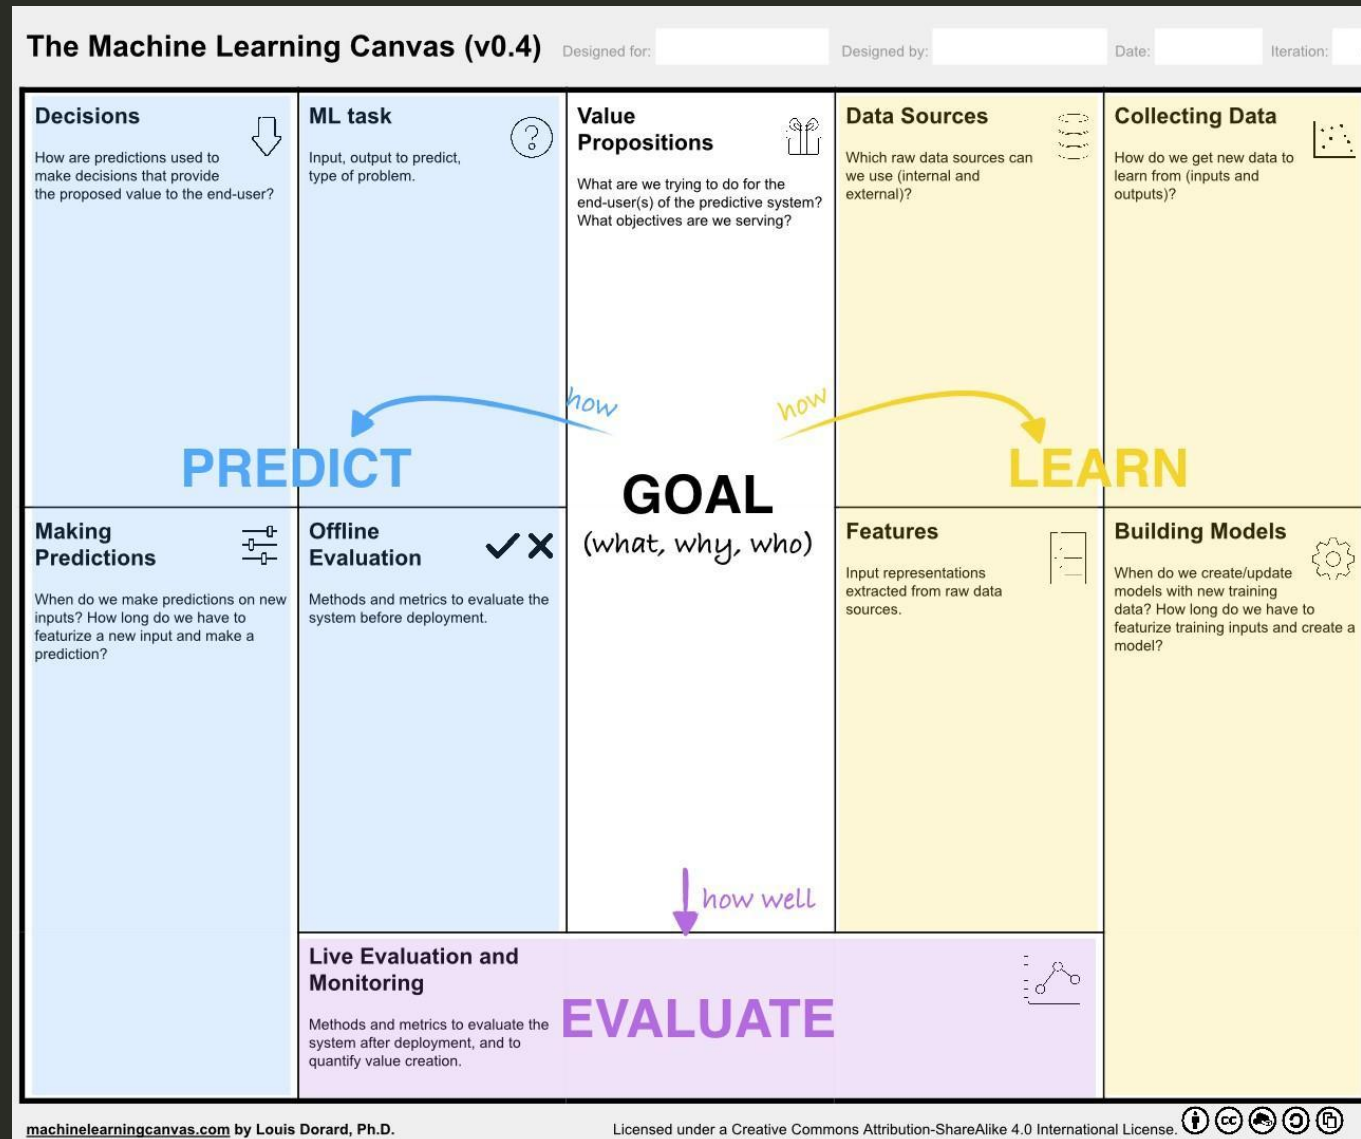 The Machine Learning Canvas (v0.4)
Designed for:
Designed by:
Date:
Iteration:
Decisions
How are predictions used to
make decisions that provide
the proposed value to the end-user?
ML task
Input, output to predict,
type of problem.
Value
Propositions
What are we trying to do for the
end-user(s) of the predictive system?
What objectives are we serving?
Data Sources
Which raw data sources can
we use (internal and
external)?
Collecting Data
How do we get new data to
learn from (inputs and
outputs)?
how
how
PREDICT
GOAL
(what, why, who)
LEARN
Making
Predictions
When do we make predictions on new
inputs? How long do we have to
featurize a new input and make a
prediction?
Offline
Evaluation
Methods and metrics to evaluate the
system before deployment.
Features
Input representations
extracted from raw data
sources.
Building Models
When do we create/update
models with new training
data? How long do we have to
featurize training inputs and create a
model?
how well
Live Evaluation and
Monitoring
Methods and metrics to evaluate the
system after deployment, and to
quantify value creation.
EVALUATE
machinelearningcanvas.com by Louis Dorard, Ph.D.
Licensed under a Creative Commons Attribution-ShareAlike 4.0 International License.
cc